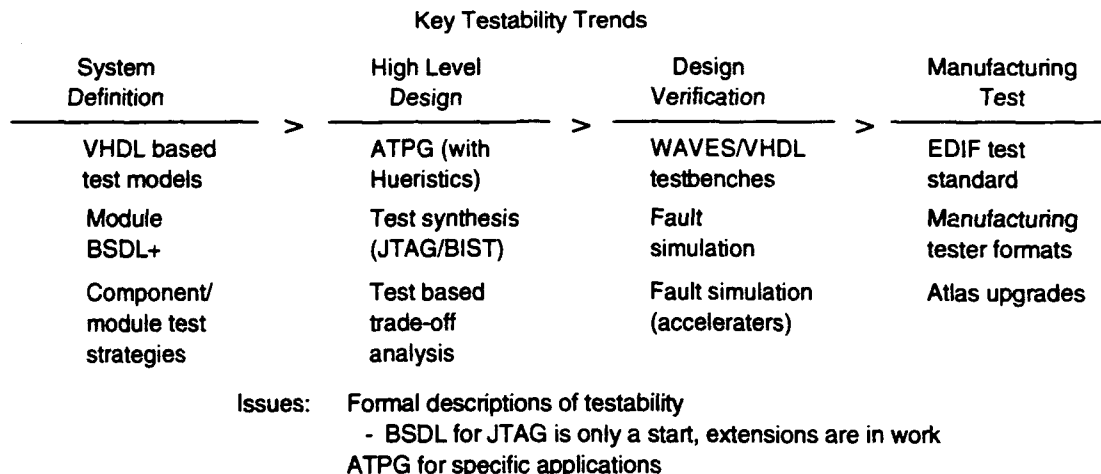 Key Testability Trends
System
Definition
>
High Level
Design
>
Design
Verification
>
Manufacturing
Test
VHDL based
test models
Module
BSDL+
Component/
module test
strategies
ATPG (with
Hueristics)
Test synthesis
(JTAG/BIST)
Test based
trade-off
analysis
WAVES/VHDL
testbenches
Fault
simulation
Fault simulation
(acceleraters)
EDIF test
standard
Manufacturing
tester formats
Atlas upgrades
Issues: Formal descriptions of testability
- BSDL for JTAG is only a start, extensions are in work
ATPG for specific applications